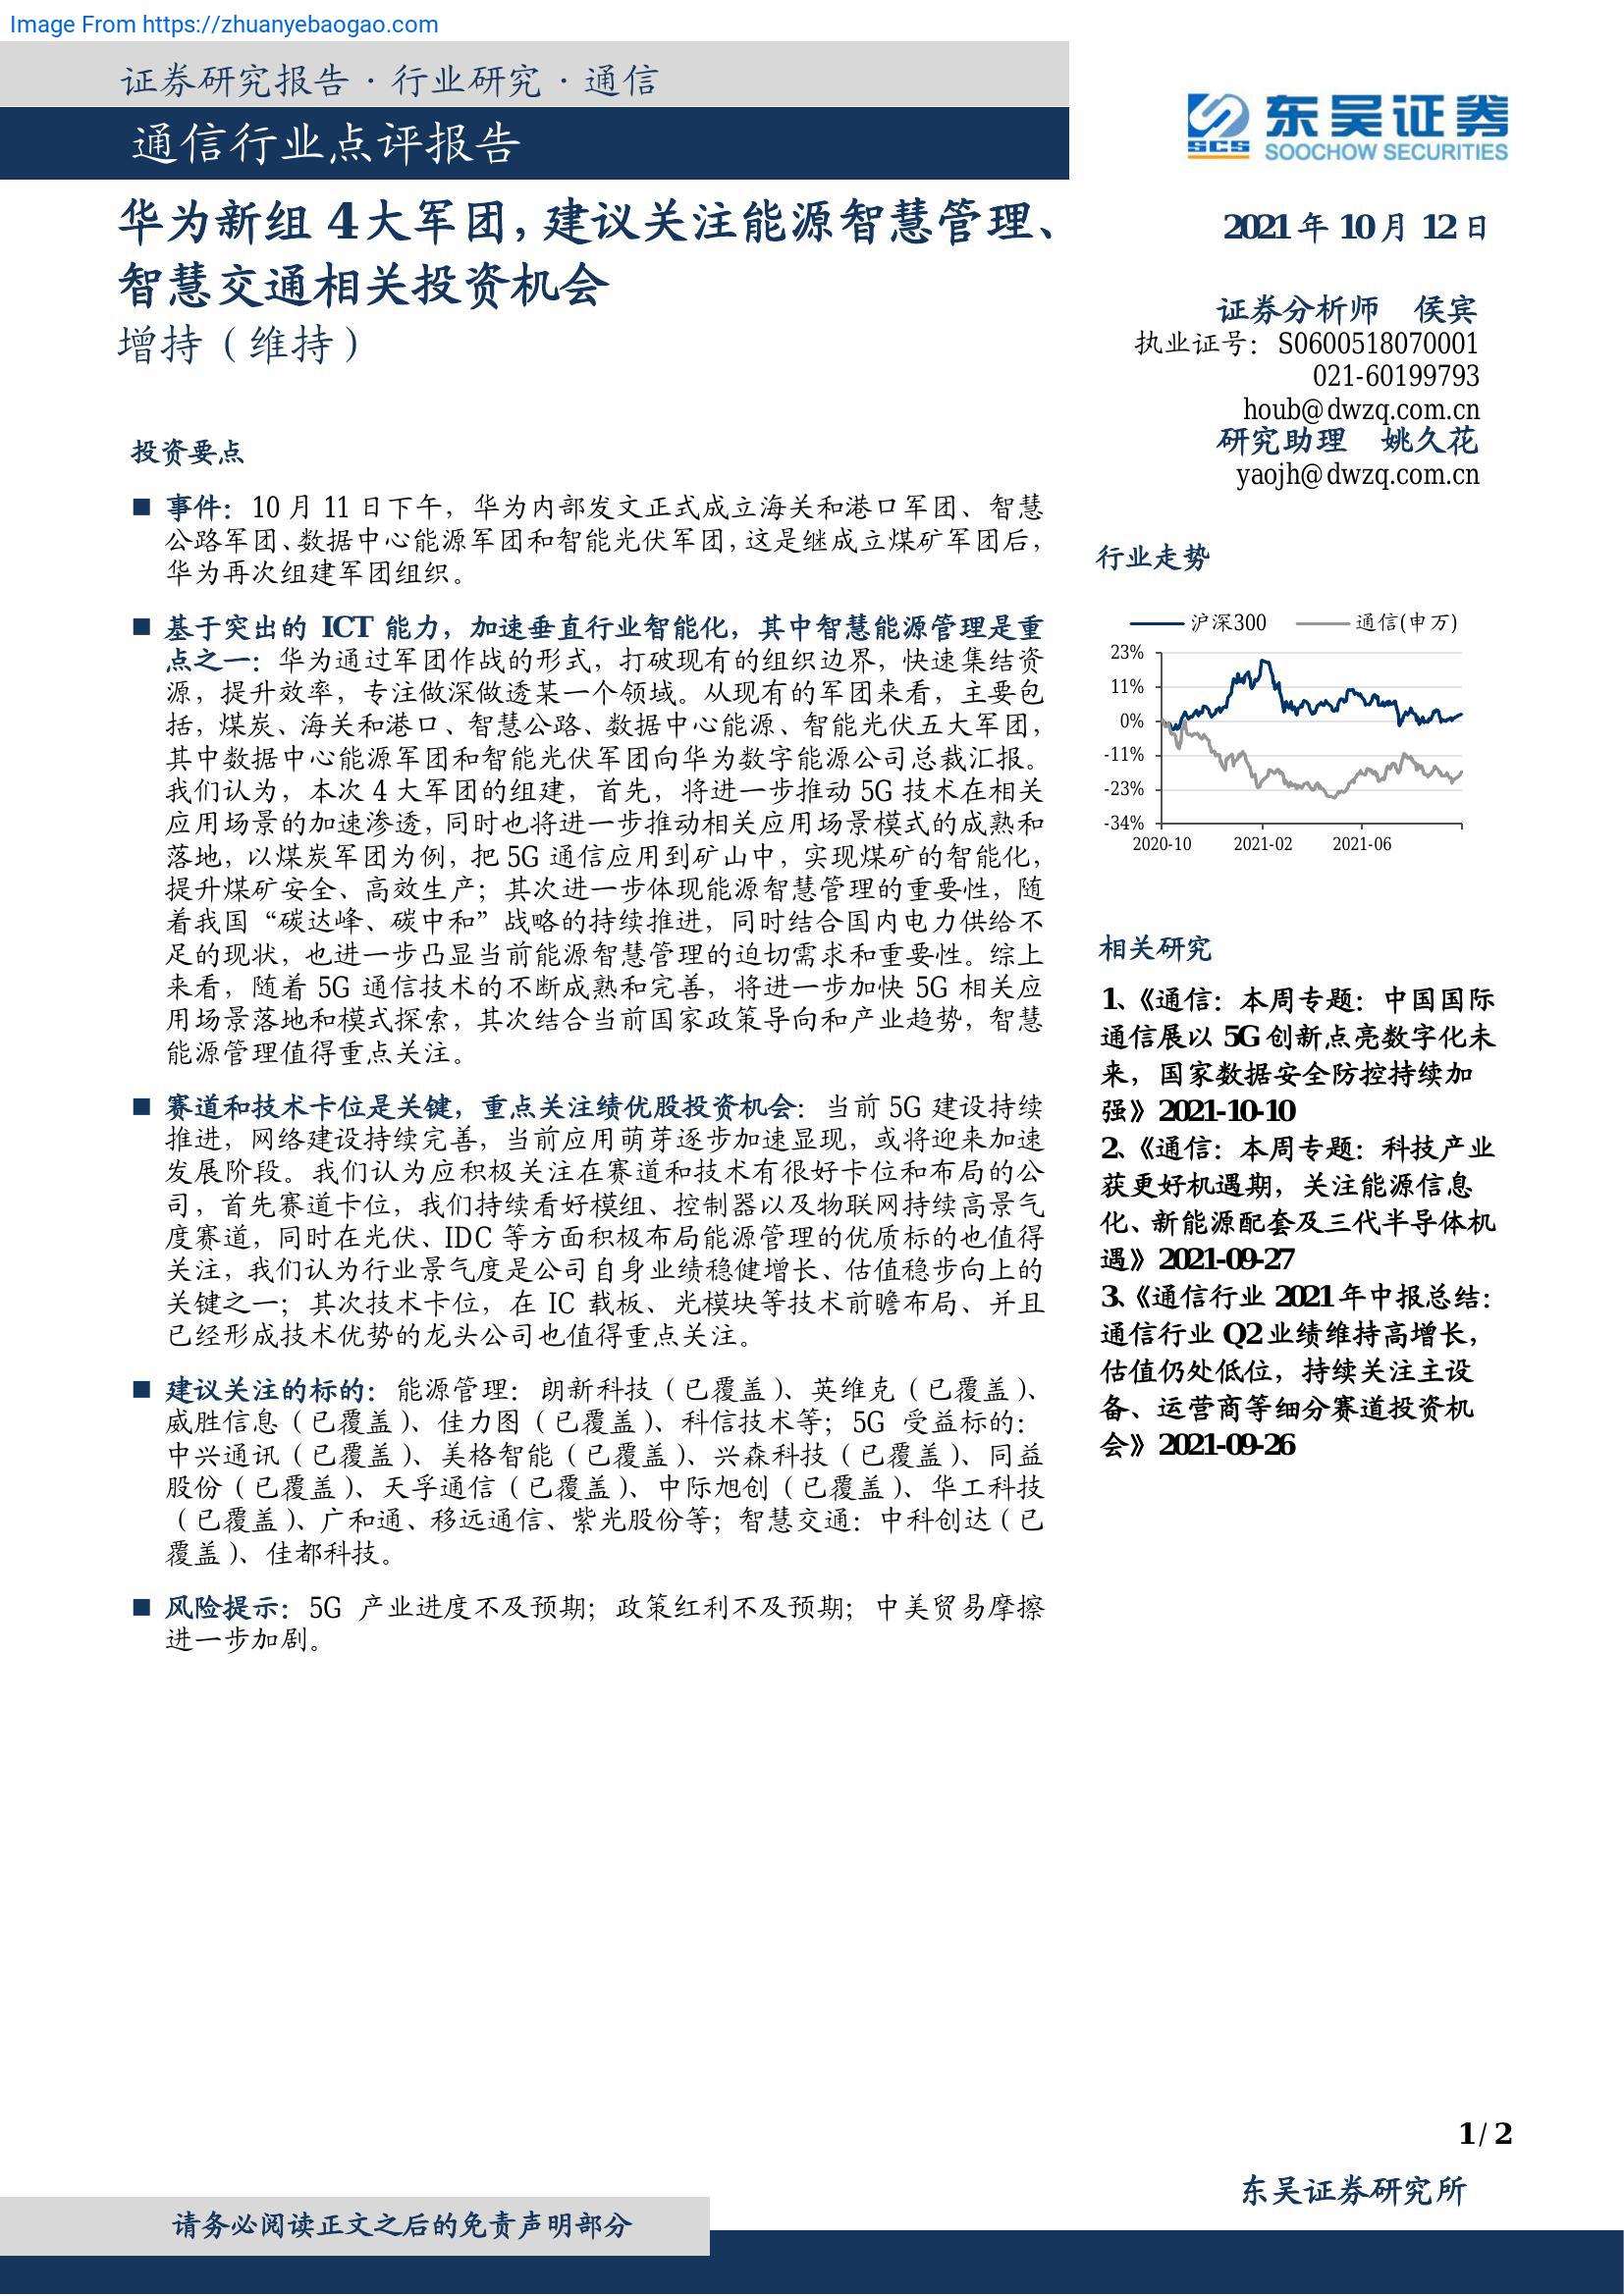 Image From https://zhuanyebaogao.com
证券研究报告·行业研究·通信
通信行业点评报告
东吴证券
SCS
SOOCHOW SECURITIES
华为新组 4 大军团，建议关注能源智慧管理、
智慧交通相关投资机会
增持（维持）
2021 年 10 月 12 日
证券分析师 侯宾
执业证号：S0600518070001
021-60199793
houb@dwzq.com.cn
研究助理 姚久花
yaojh@dwzq.com.cn
投资要点
■ 事件：10 月 11 日下午，华为内部发文正式成立海关和港口军团、智慧
公路军团、数据中心能源军团和智能光伏军团，这是继成立煤矿军团后，
华为再次组建军团组织。
■ 基于突出的 ICT 能力，加速垂直行业智能化，其中智慧能源管理是重
点之一：华为通过军团作战的形式，打破现有的组织边界，快速集结资
源，提升效率，专注做深做透某一个领域。从现有的军团来看，主要包
括，煤炭、海关和港口、智慧公路、数据中心能源、智能光伏五大军团，
其中数据中心能源军团和智能光伏军团向华为数字能源公司总裁汇报。
我们认为，本次 4 大军团的组建，首先，将进一步推动 5G 技术在相关
应用场景的加速渗透，同时也将进一步推动相关应用场景模式的成熟和
落地，以煤炭军团为例，把 5G 通信应用到矿山中，实现煤矿的智能化，
提升煤矿安全、高效生产；其次进一步体现能源智慧管理的重要性，随
着我国“碳达峰、碳中和”战略的持续推进，同时结合国内电力供给不
足的现状，也进一步凸显当前能源智慧管理的迫切需求和重要性。综上
来看，随着 5G 通信技术的不断成熟和完善，将进一步加快 5G 相关应
用场景落地和模式探索，其次结合当前国家政策导向和产业趋势，智慧
能源管理值得重点关注。
■ 赛道和技术卡位是关键，重点关注绩优股投资机会：当前 5G 建设持续
推进，网络建设持续完善，当前应用萌芽逐步加速显现，或将迎来加速
发展阶段。我们认为应积极关注在赛道和技术有很好卡位和布局的公
司，首先赛道卡位，我们持续看好模组、控制器以及物联网持续高景气
度赛道，同时在光伏、IDC 等方面积极布局能源管理的优质标的也值得
关注，我们认为行业景气度是公司自身业绩稳健增长、估值稳步向上的
关键之一；其次技术卡位，在 IC 载板、光模块等技术前瞻布局、并且
已经形成技术优势的龙头公司也值得重点关注。
■ 建议关注的标的：能源管理：朗新科技（已覆盖）、英维克（已覆盖）、
威胜信息（已覆盖）、佳力图（已覆盖）、科信技术等；5G 受益标的：
中兴通讯（已覆盖）、美格智能（已覆盖）、兴森科技（已覆盖）、同益
股份（已覆盖）、天孚通信（已覆盖）、中际旭创（已覆盖）、华工科技
（已覆盖）、广和通、移远通信、紫光股份等；智慧交通：中科创达（已
覆盖）、佳都科技。
■ 风险提示：5G 产业进度不及预期；政策红利不及预期；中美贸易摩擦
进一步加剧。
行业走势
沪深300 通信(申万)
23%
11%
0%
-11%
-23%
-34%
2020-10 2021-02 2021-06
相关研究
1、《通信：本周专题：中国国际
通信展以 5G 创新点亮数字化未
来，国家数据安全防控持续加
强》2021-10-10
2、《通信：本周专题：科技产业
获更好机遇期，关注能源信息
化、新能源配套及三代半导体机
遇》2021-09-27
3、《通信行业 2021 年中报总结：
通信行业 Q2 业绩维持高增长，
估值仍处低位，持续关注主设
备、运营商等细分赛道投资机
会》2021-09-26
1 / 2
东吴证券研究所
请务必阅读正文之后的免责声明部分